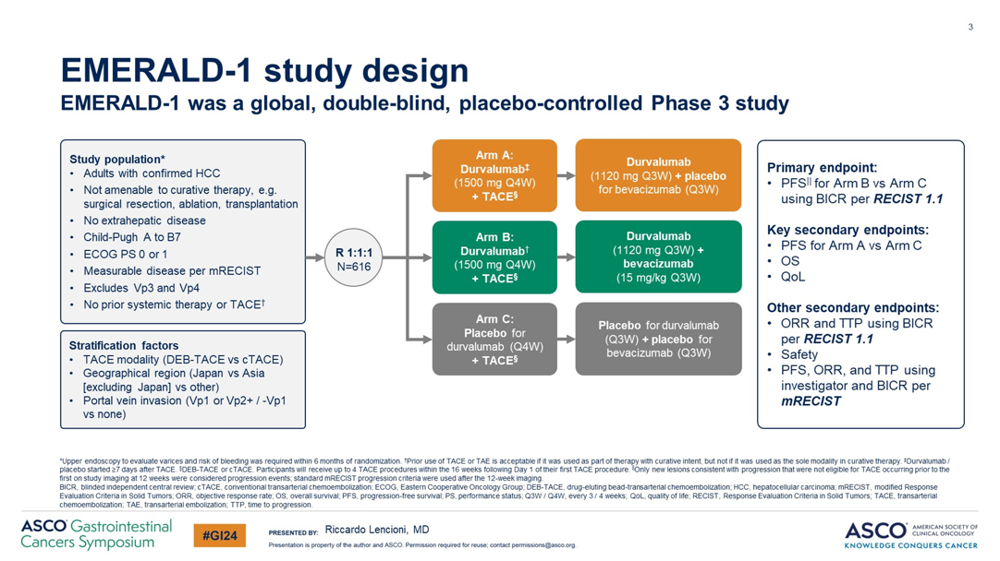 3
EMERALD-1 study design
EMERALD-1 was a global, double-blind, placebo-controlled Phase 3 study
Study population*
• Adults with confirmed HCC
• Not amenable to curative therapy, e.g.
surgical resection, ablation, transplantation
• No extrahepatic disease
• Child-Pugh A to B7
• ECOG PS 0 or 1
• Measurable disease per mRECIST
• Excludes Vp3 and Vp4
• No prior systemic therapy or TACE†
Stratification factors
• TACE modality (DEB-TACE vs cTACE)
• Geographical region (Japan vs Asia
[excluding Japan] vs other)
• Portal vein invasion (Vp1 or Vp2+ / -Vp1
vs none)
R 1:1:1
N=616
Arm A:
Durvalumab‡
(1500 mg Q4W)
+ TACE§
Durvalumab
(1120 mg Q3W) + placebo
for bevacizumab (Q3W)
Arm B:
Durvalumab†
(1500 mg Q4W)
+ TACE§
Durvalumab
(1120 mg Q3W) +
bevacizumab
(15 mg/kg Q3W)
Arm C:
Placebo for
durvalumab (Q4W)
+ TACE§
Placebo for durvalumab
(Q3W) + placebo for
bevacizumab (Q3W)
Primary endpoint:
• PFS|| for Arm B vs Arm C
using BICR per RECIST 1.1
Key secondary endpoints:
• PFS for Arm A vs Arm C
• OS
• QoL
Other secondary endpoints:
• ORR and TTP using BICR
per RECIST 1.1
• Safety
• PFS, ORR, and TTP using
investigator and BICR per
mRECIST
*Upper endoscopy to evaluate varices and risk of bleeding was required within 6 months of randomization. †Prior use of TACE or TAE is acceptable if it was used as part of therapy with curative intent, but not if it was used as the sole modality in curative therapy. ‡Durvalumab /
placebo started ≥7 days after TACE. §DEB-TACE or cTACE. Participants will receive up to 4 TACE procedures within the 16 weeks following Day 1 of their first TACE procedure. ||Only new lesions consistent with progression that were not eligible for TACE occurring prior to the
first on study imaging at 12 weeks were considered progression events; standard mRECIST progression criteria were used after the 12-week imaging.
BICR, blinded independent central review; cTACE, conventional transarterial chemoembolization; ECOG, Eastern Cooperative Oncology Group; DEB-TACE, drug-eluting bead-transarterial chemoembolization; HCC, hepatocellular carcinoma; mRECIST, modified Response
Evaluation Criteria in Solid Tumors; ORR, objective response rate; OS, overall survival; PFS, progression-free survival; PS, performance status; Q3W / Q4W, every 3 / 4 weeks; QoL, quality of life; RECIST, Response Evaluation Criteria in Solid Tumors; TACE, transarterial
chemoembolization; TAE, transarterial embolization; TTP, time to progression.
ASCO Gastrointestinal
Cancers Symposium
#GI24
PRESENTED BY: Riccardo Lencioni, MD
Presentation is property of the author and ASCO. Permission required for reuse; contact permissions@asco.org.
ASCO AMERICAN SOCIETY OF
CLINICAL ONCOLOGY
KNOWLEDGE CONQUERS CANCER